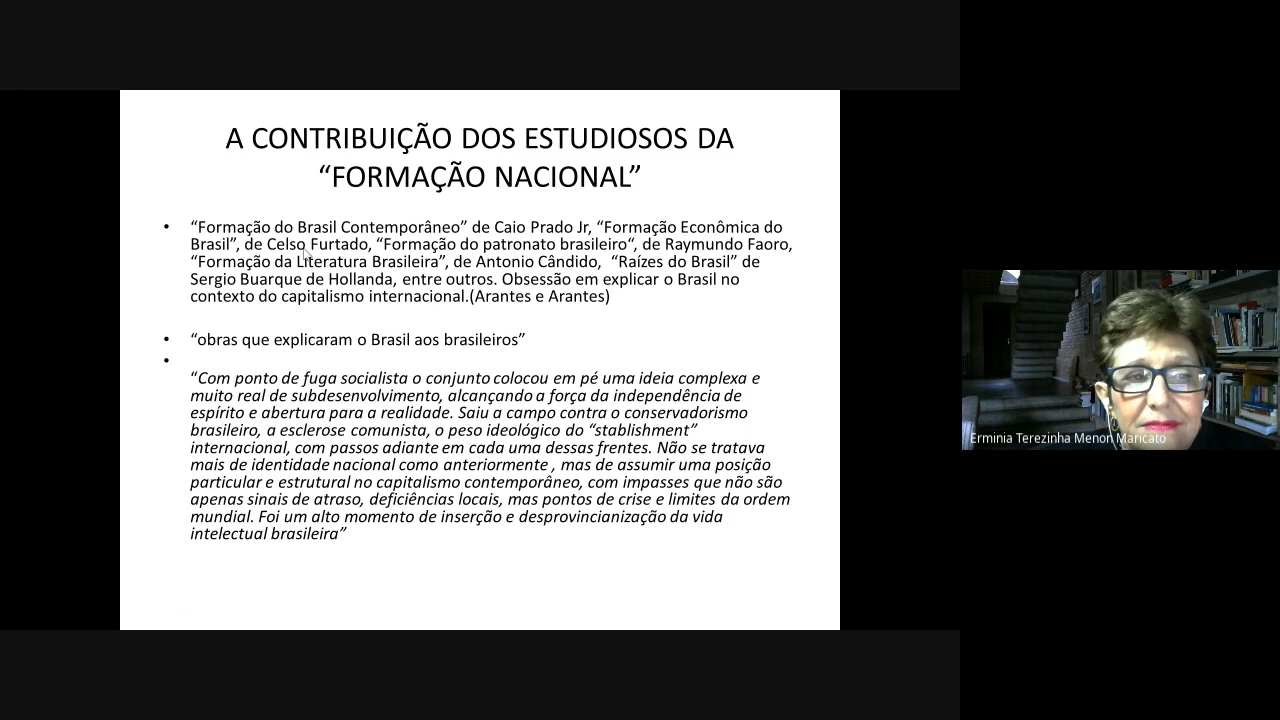 A CONTRIBUIÇÃO DOS ESTUDIOSOS DA
“FORMAÇÃO NACIONAL”
• “Formação do Brasil Contemporâneo” de Caio Prado Jr, “Formação Econômica do
Brasil”, de Celso Furtado, “Formação do patronato brasileiro“, de Raymundo Faoro,
“Formação da Literatura Brasileira”, de Antonio Cândido, “Raízes do Brasil” de
Sergio Buarque de Hollanda, entre outros. Obsessão em explicar o Brasil no
contexto do capitalismo internacional.(Arantes e Arantes)
• “obras que explicaram o Brasil aos brasileiros”
•
“Com ponto de fuga socialista o conjunto colocou em pé uma ideia complexa e
muito real de subdesenvolvimento, alcançando a força da independência de
espírito e abertura para a realidade. Saiu a campo contra o conservadorismo
brasileiro, a esclerose comunista, o peso ideológico do “stablishment”
internacional, com passos adiante em cada uma dessas frentes. Não se tratava
mais de identidade nacional como anteriormente , mas de assumir uma posição
particular e estrutural no capitalismo contemporâneo, com impasses que não são
apenas sinais de atraso, deficiências locais, mas pontos de crise e limites da ordem
mundial. Foi um alto momento de inserção e desprovincianização da vida
intelectual brasileira”
Erminia Terezinha Menon Maricato